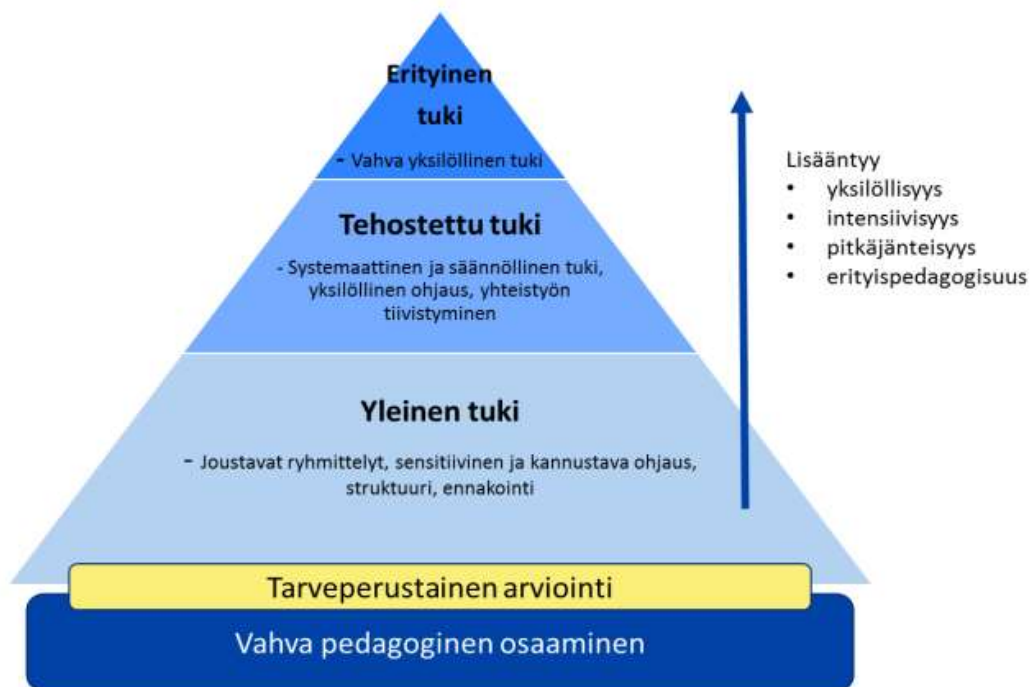 Erityinen
tuki
- Vahva yksilöllinen tuki
Tehostettu tuki
- Systemaattinen ja säännöllinen tuki,
yksilöllinen ohjaus, yhteistyön
tiivistyminen
Yleinen tuki
- Joustavat ryhmittelyt, sensitiivinen ja kannustava ohjaus,
struktuuri, ennakointi
Tarveperustainen arviointi
Vahva pedagoginen osaaminen
Lisääntyy
• yksilöllisyys
• intensiivisyys
• pitkäjänteisyys
• erityispedagogisuus